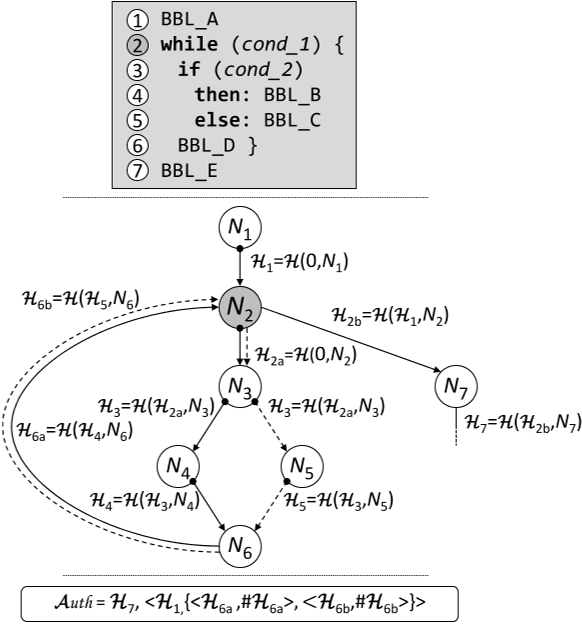 1 BBL_A
2 while (cond_1) {
3 if (cond_2)
4 then: BBL_B
5 else: BBL_C
6 BBL_D }
7 BBL_E
N₁
ℋ₁=ℋ(0,N₁)
ℋ₆b=ℋ(ℋ₅,N₆)
N₂
ℋ₂b=ℋ(ℋ₁,N₂)
ℋ₂a=ℋ(0,N₂)
N₃
N₇
ℋ₃=ℋ(ℋ₂a,N₃)
ℋ₃=ℋ(ℋ₂a,N₃)
ℋ₇=ℋ(ℋ₂b,N₇)
ℋ₆a=ℋ(ℋ₄,N₆)
N₄
N₅
ℋ₄=ℋ(ℋ₃,N₄)
ℋ₅=ℋ(ℋ₃,N₅)
N₆
𝒜uth = ℋ₇, <ℋ₁,{<ℋ₆a ,#ℋ₆a>, <ℋ₆b,#ℋ₆b>}>